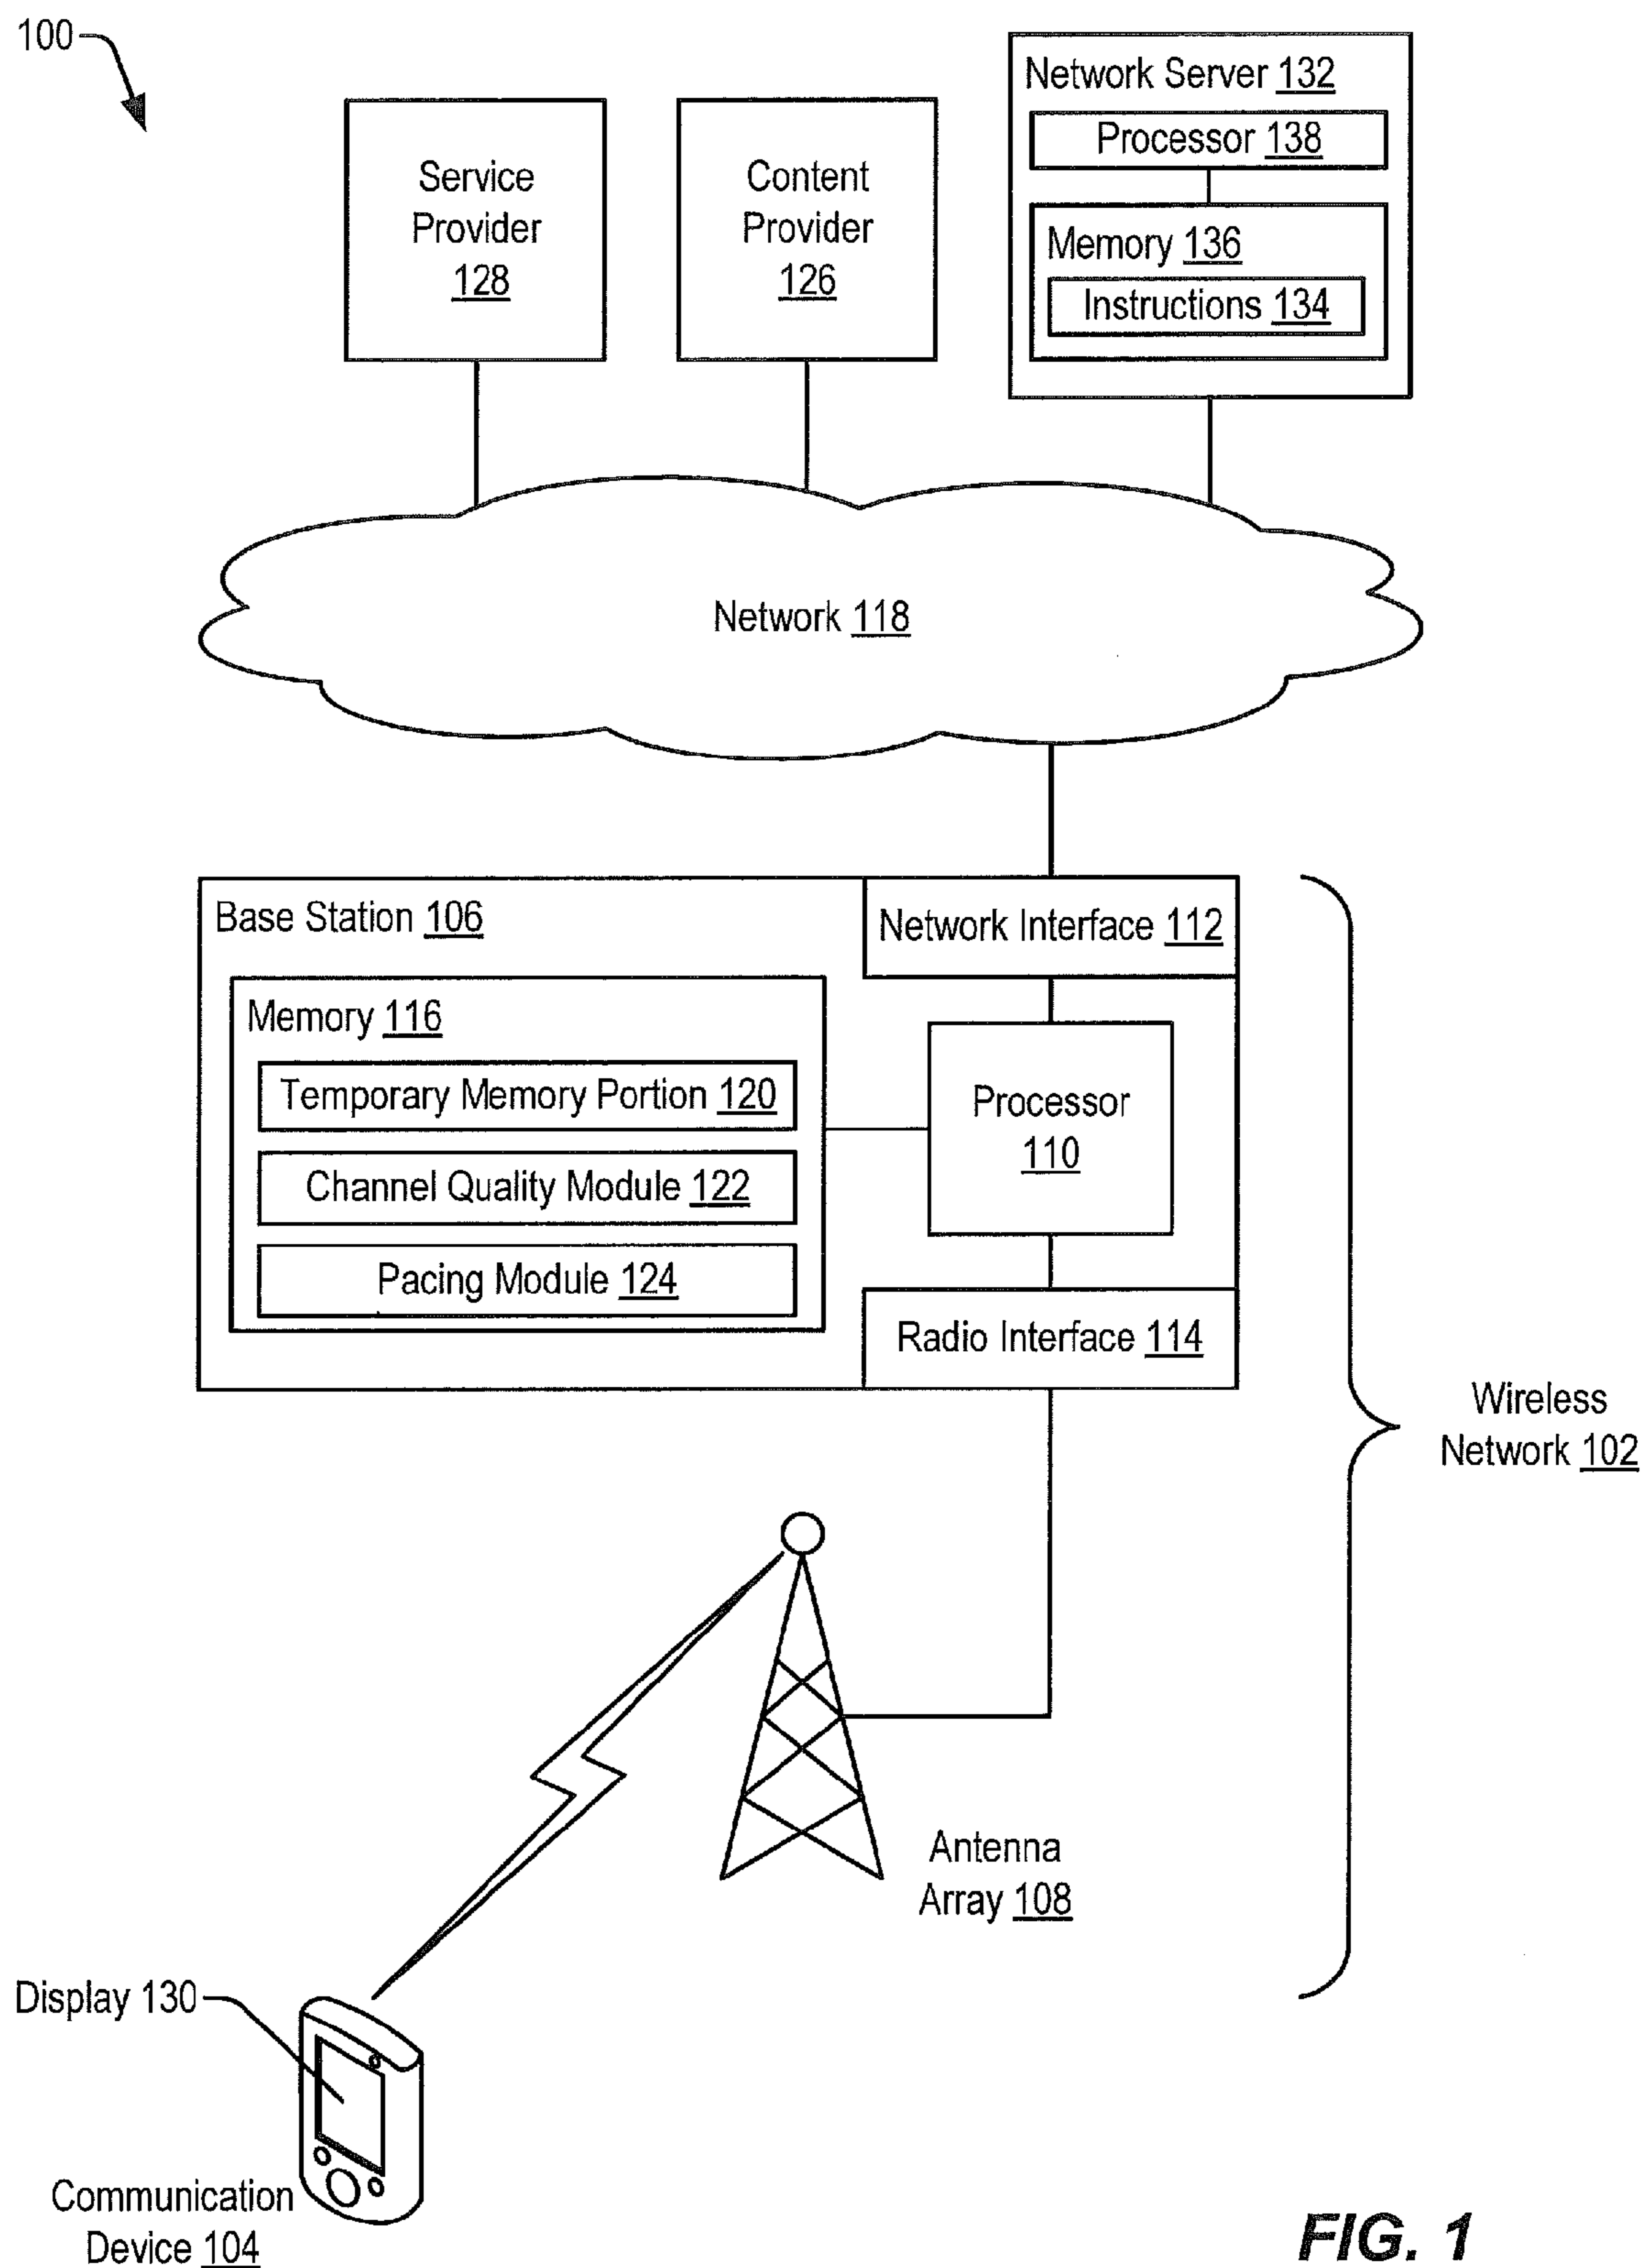 100
Network Server 132
Processor 138
Memory 136
Instructions 134
Service
Provider
128
Content
Provider
126
Network 118
Base Station 106
Network Interface 112
Memory 116
Temporary Memory Portion 120
Channel Quality Module 122
Pacing Module 124
Processor
110
Radio Interface 114
Wireless
Network 102
Antenna
Array 108
Display 130
Communication
Device 104
FIG. 1